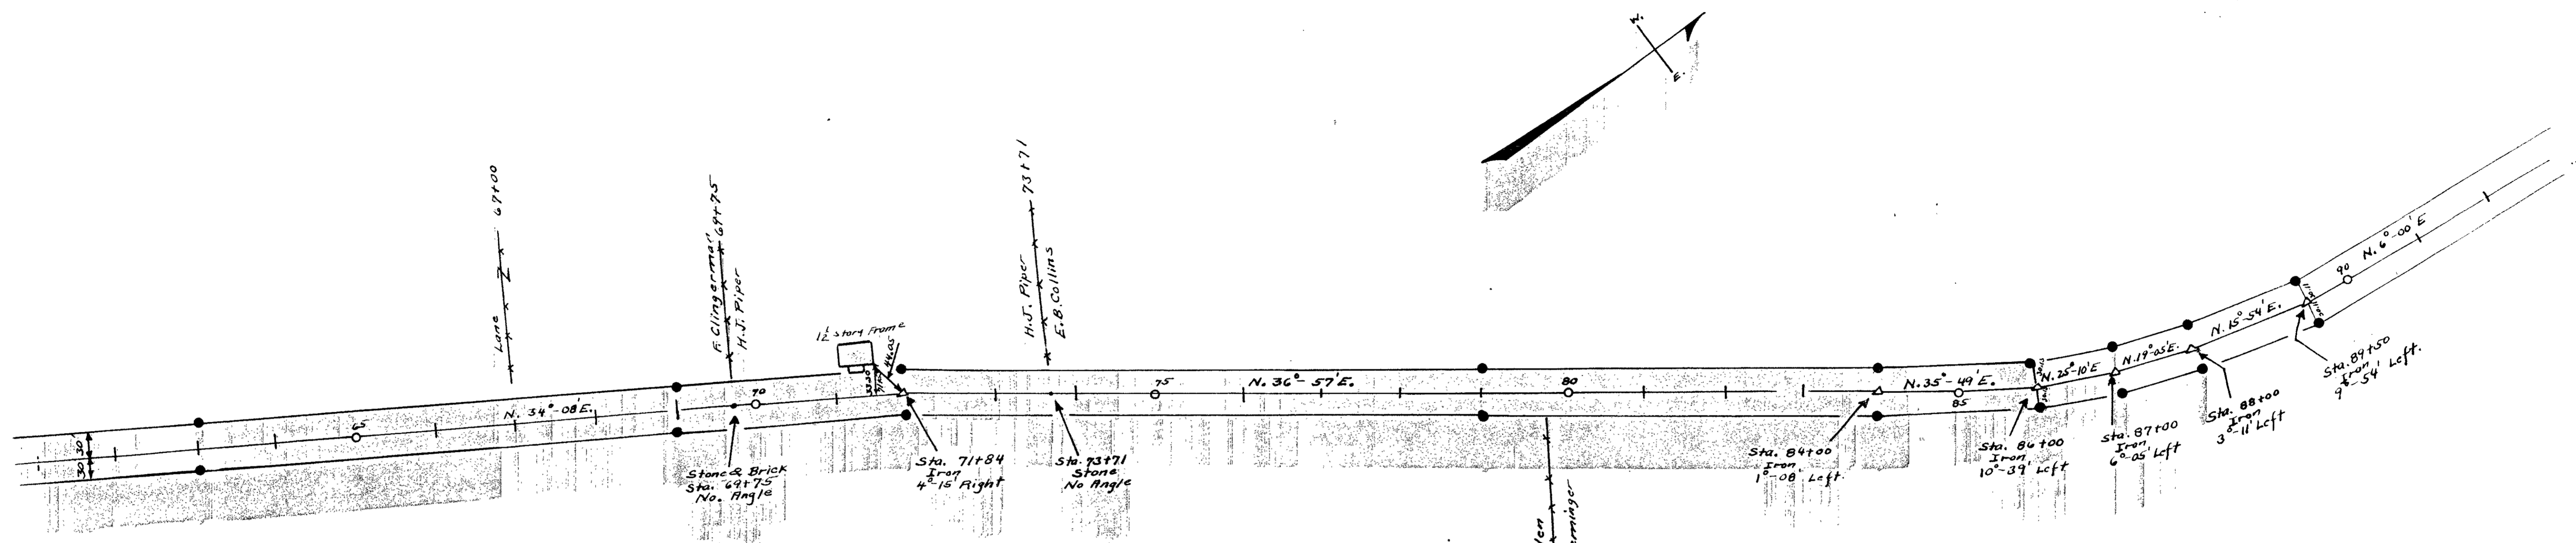 W.
E.
Lane
67+00
F. Clingerman
69+75
H.J. Piper
H.J. Piper
73+71
E.B. Collins
1½ Story Frame
44.05
30 30
65
N. 34°-08'E.
70
N. 36°-57'E.
75
80
N. 35°-49'E.
85
N. 25°-10'E
N. 19°-05'E.
N. 15°-54'E.
90
N. 6°-00'E
Stone & Brick
Sta. 69+75
No. Angle
Sta. 71+84
Iron
4°-15' Right
Sta. 73+71
Stone
No Angle
Sta. 84+00
Iron
1°-08' Left.
Sta. 86+00
Iron
10°-39' Left
Sta. 87+00
Iron
6°-05' Left
Sta. 88+00
Iron
3°-11' Left
Sta. 89+50
Iron
9°-54' Left.